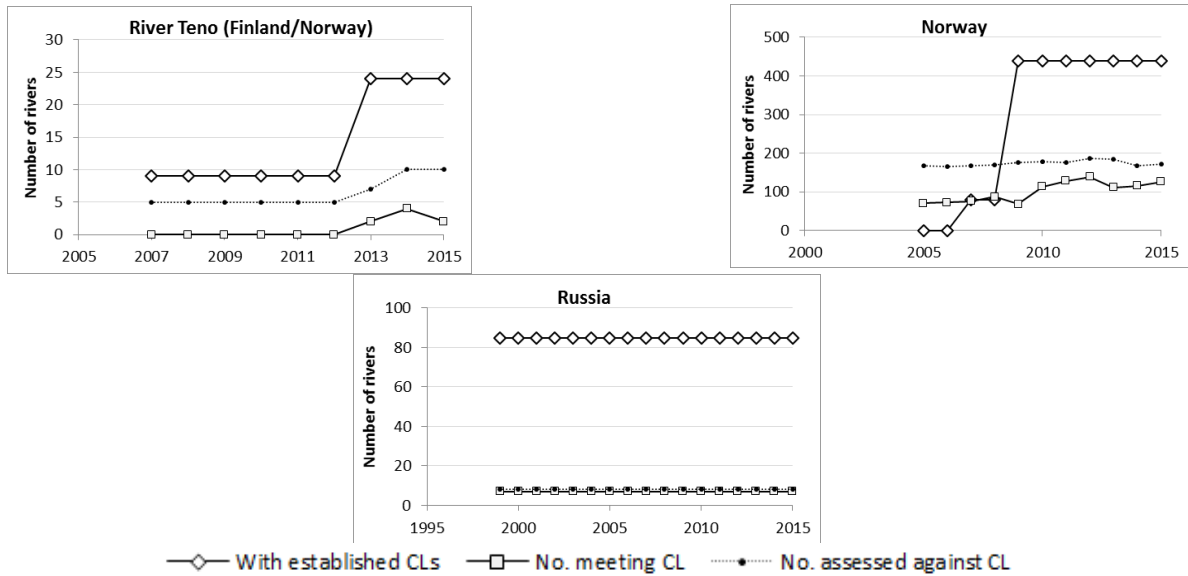 River Teno (Finland/Norway)
Number of rivers
30
25
20
15
10
5
0
2005 2007 2009 2011 2013 2015
Norway
Number of rivers
500
400
300
200
100
0
2000 2005 2010 2015
Russia
Number of rivers
100
80
60
40
20
0
1995 2000 2005 2010 2015
With established CLs No. meeting CL No. assessed against CL